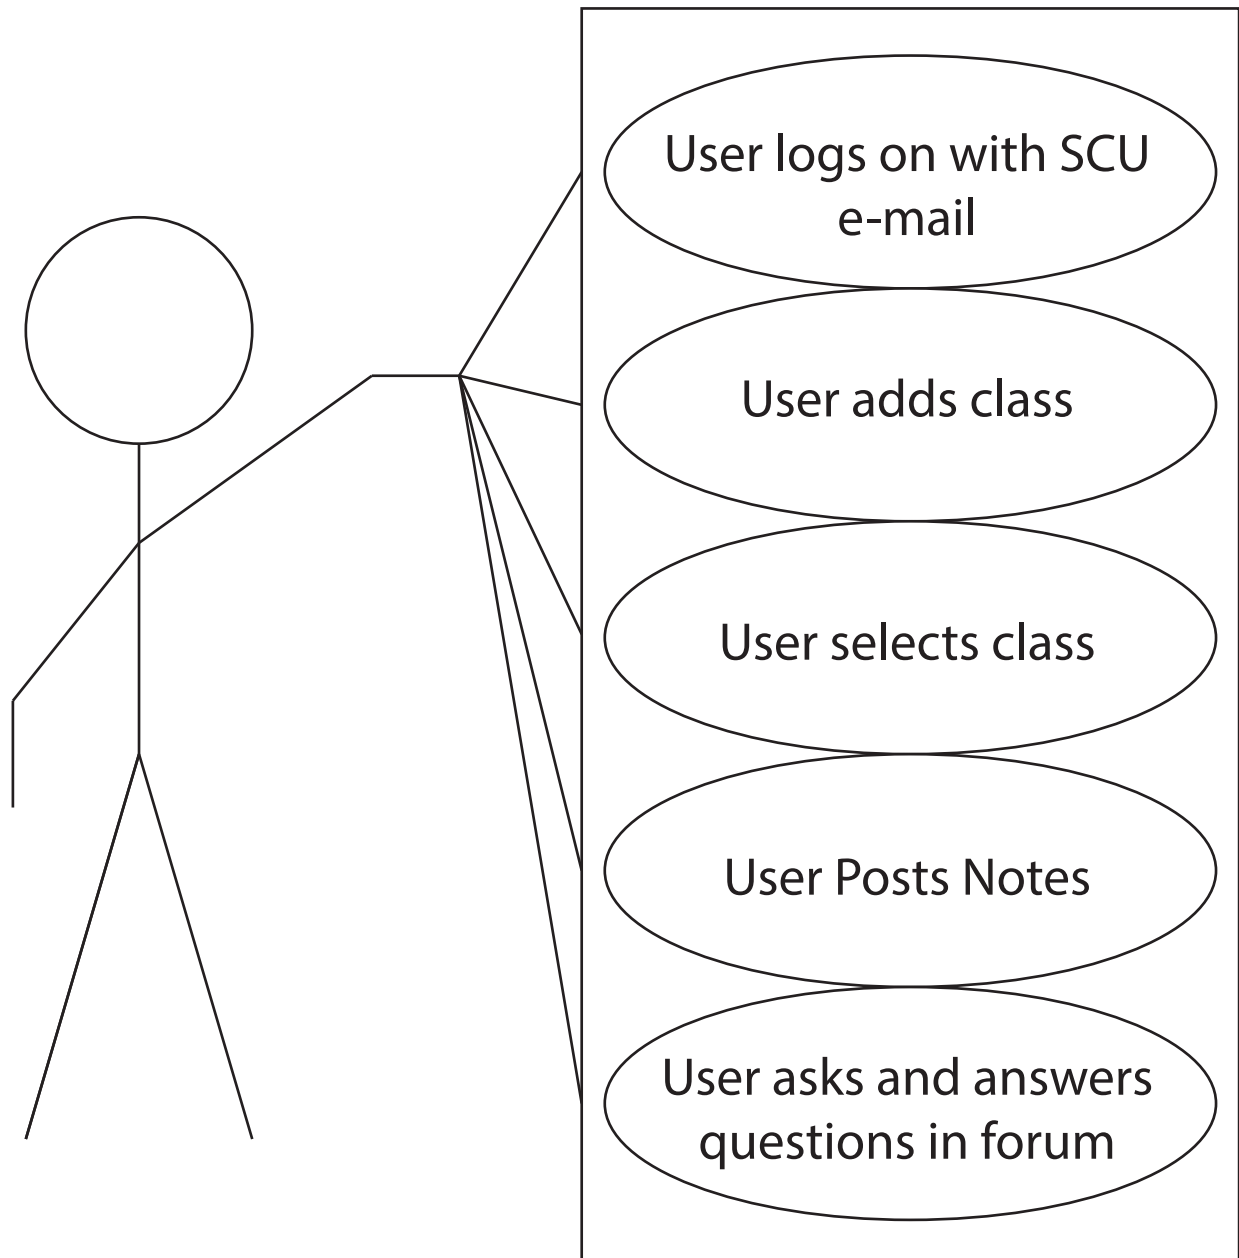 User logs on with SCU
e-mail
User adds class
User selects class
User Posts Notes
User asks and answers
questions in forum